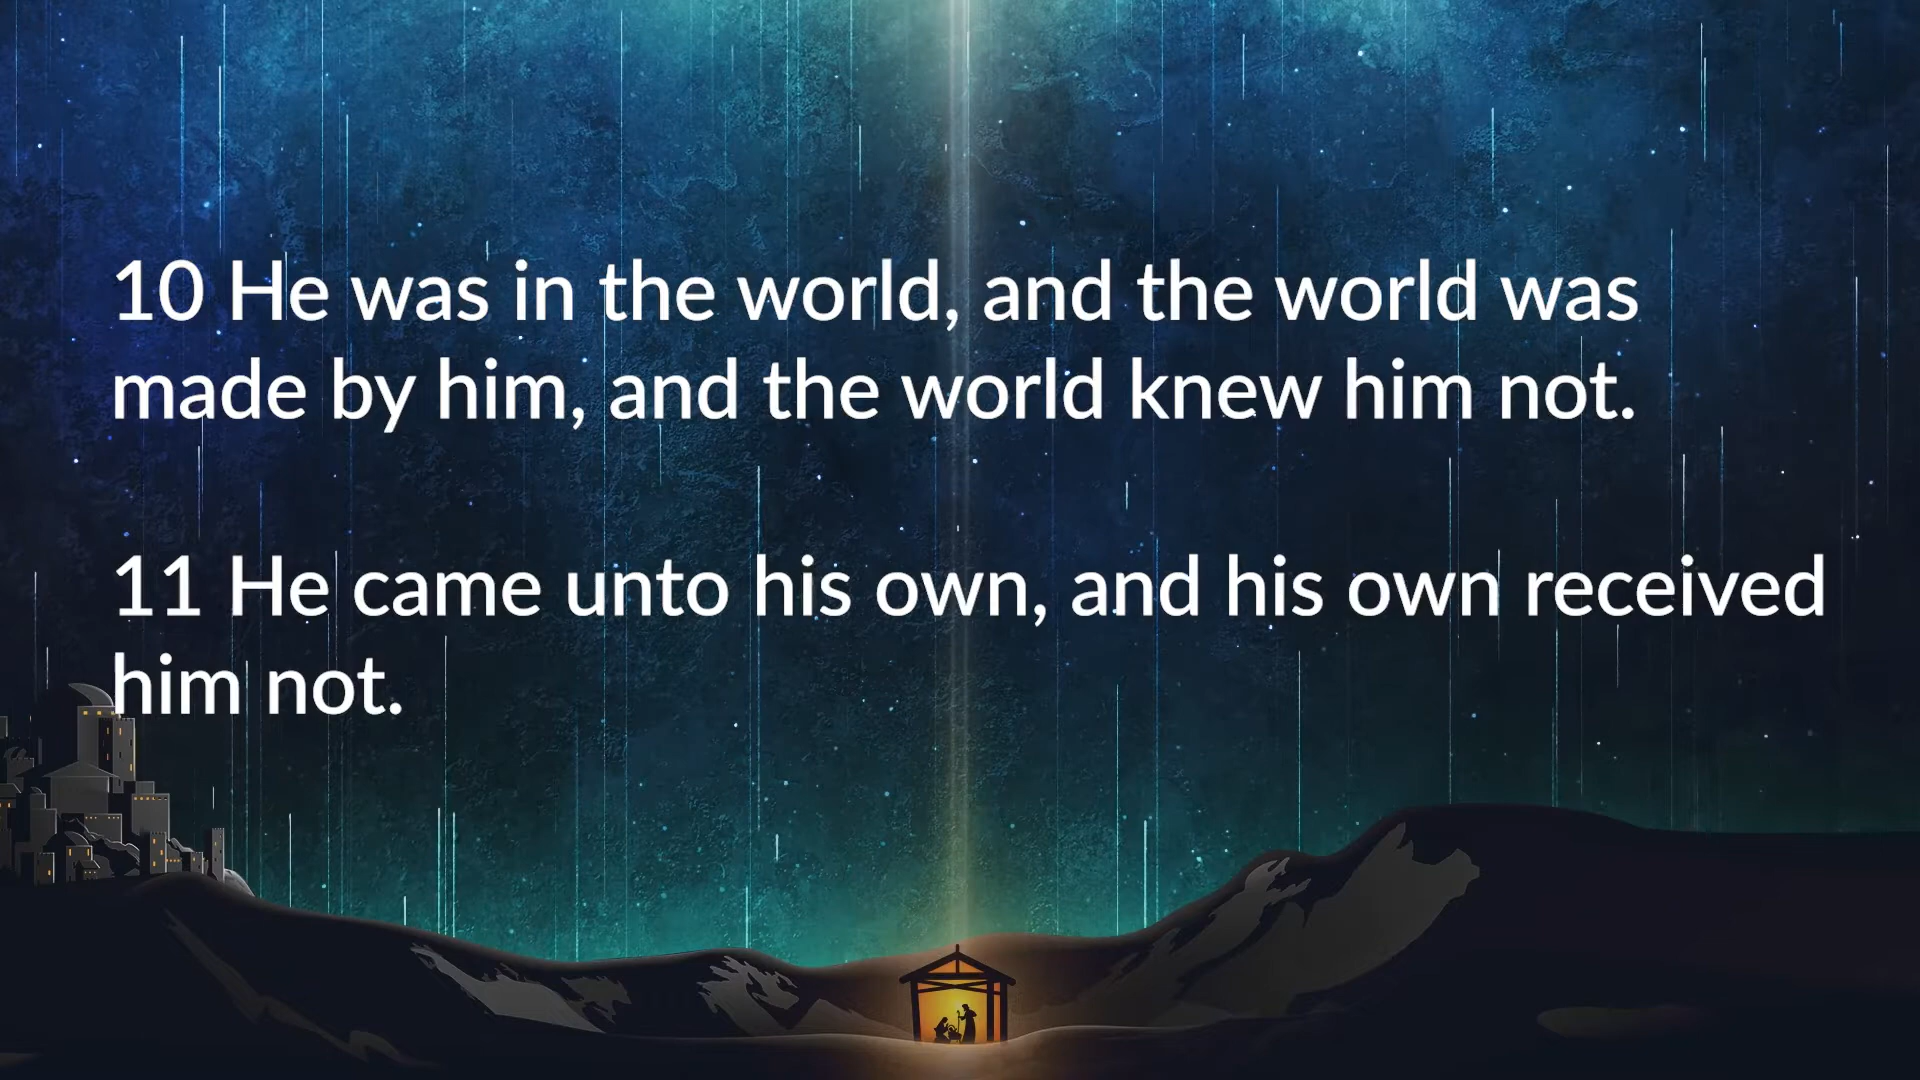 10 He was in the world, and the world was
made by him, and the world knew him not.
11 He came unto his own, and his own received
him not.